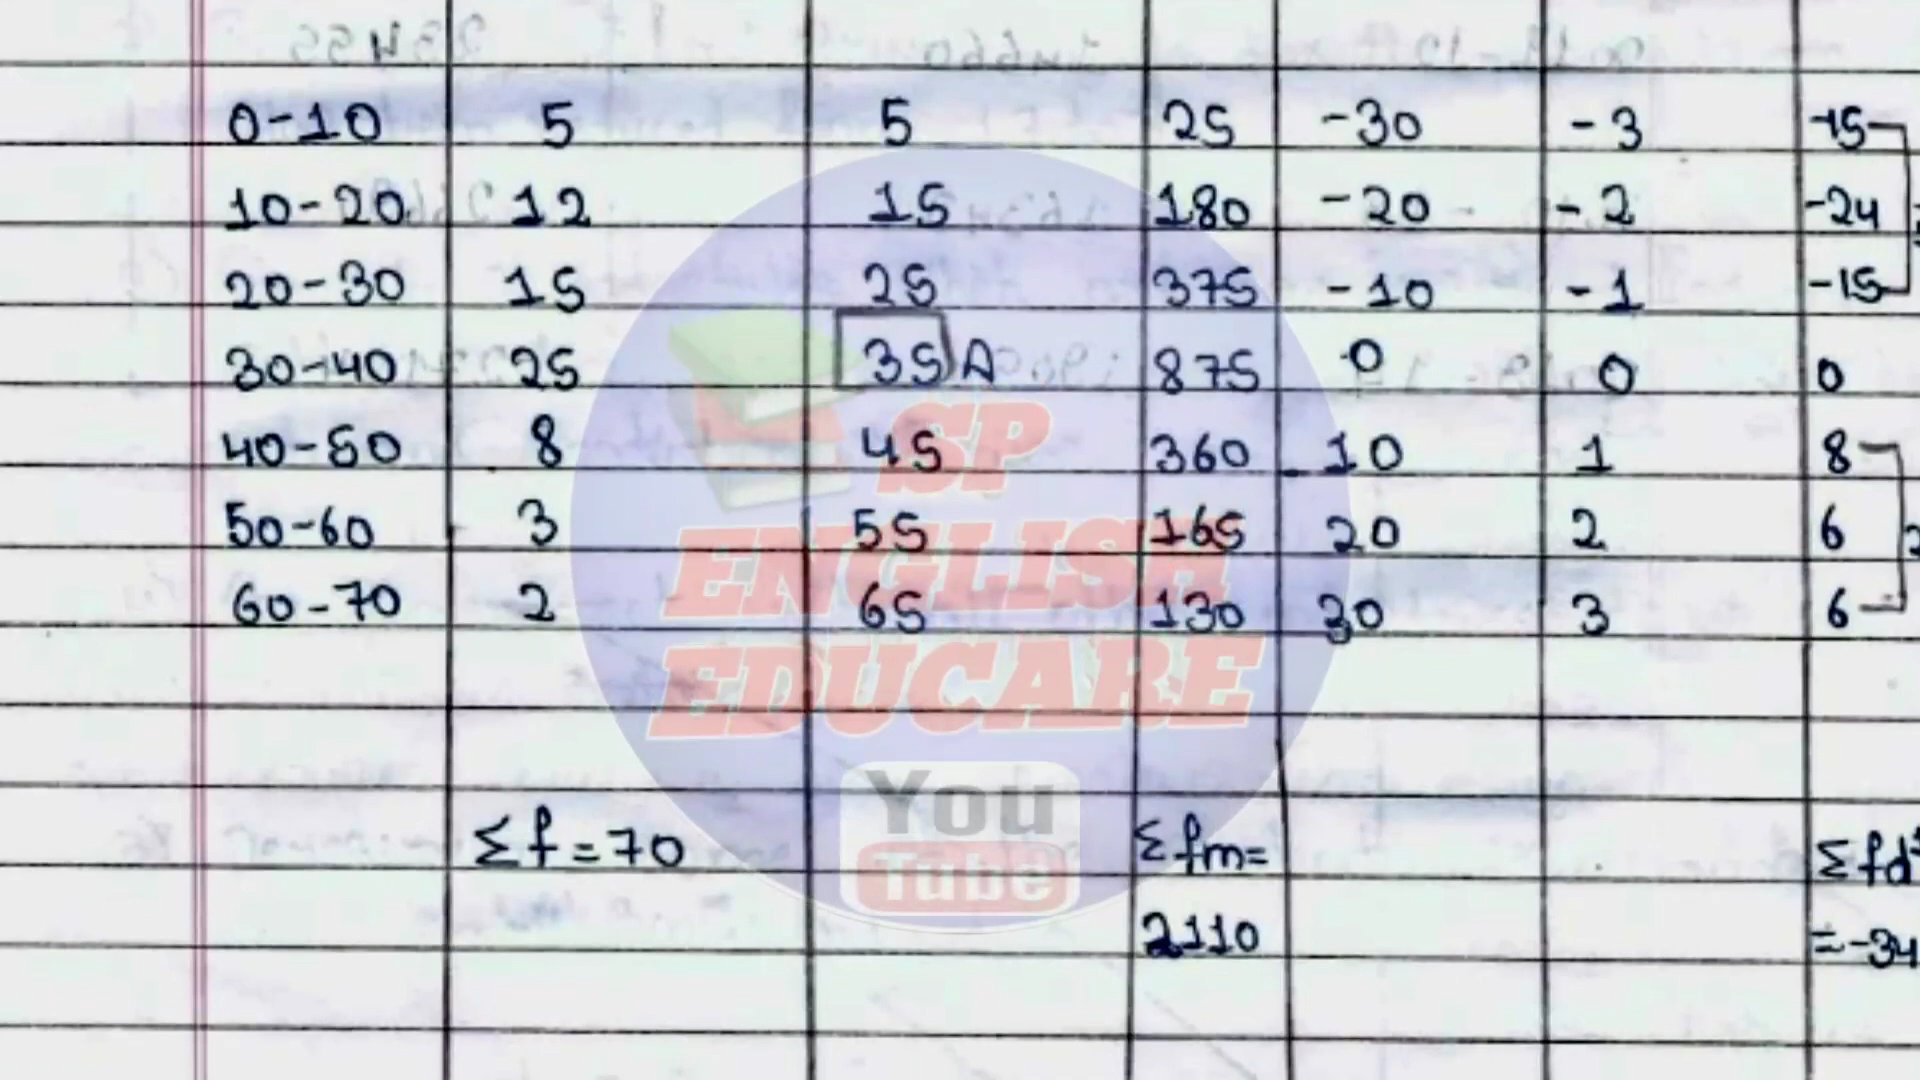 0-10 5 5 25 -30 -3 -15
10-20 12 15 180 -20 -2 -24
20-30 15 25 375 -10 -1 -15
30-40 25 35 A 875 0 0 0
40-50 8 45 360 10 1 8
50-60 3 55 165 20 2 6
60-70 2 65 130 30 3 6
SP
ENGLISH
EDUCARE
You
Tube
Σf=70 Σfm= Σfd'
2110 =-34